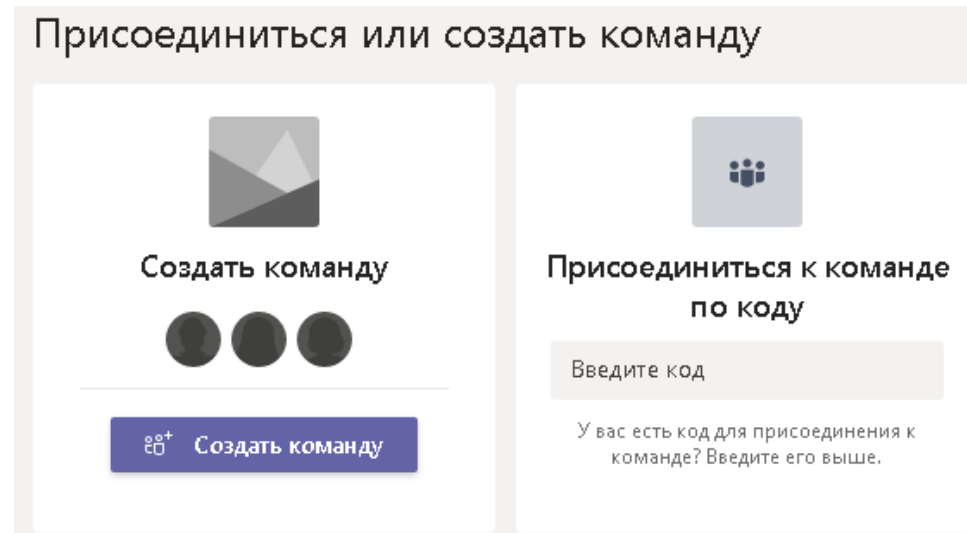 Присоединиться или создать команду
Создать команду
Создать команду
Присоединиться к команде
по коду
Введите код
У вас есть код для присоединения к
команде? Введите его выше.